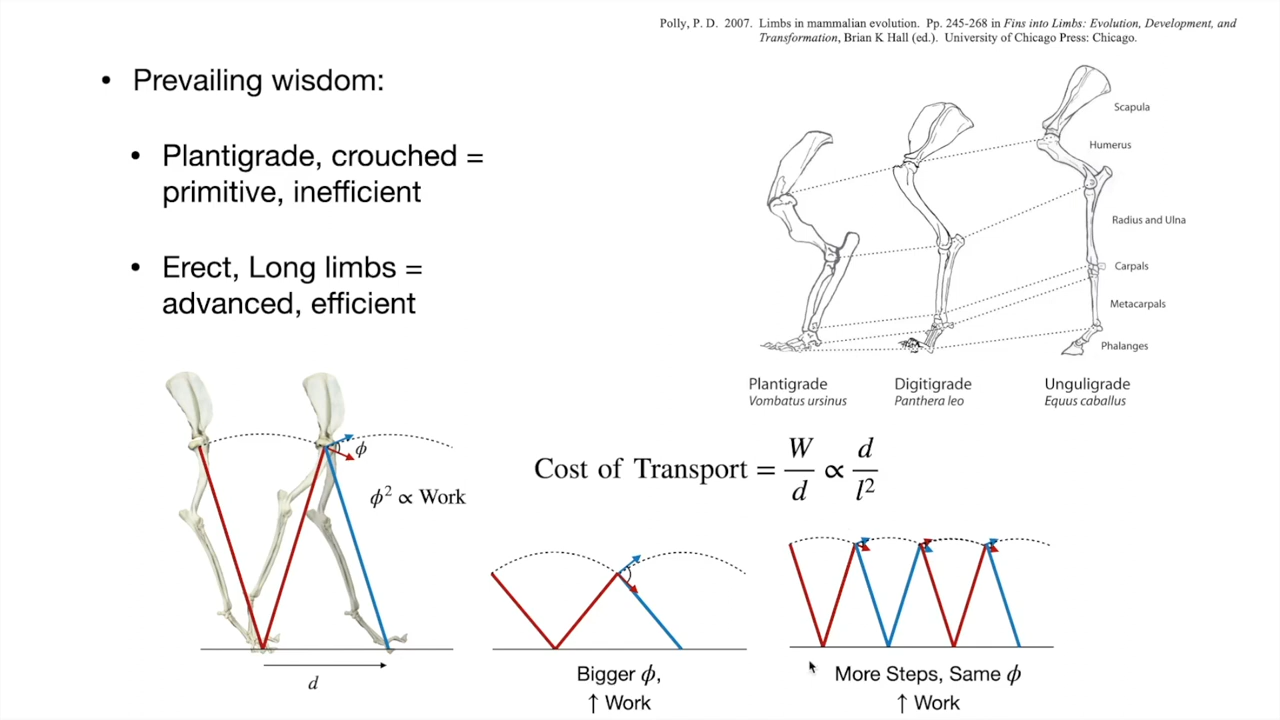 Polly, P. D. 2007. Limbs in mammalian evolution. Pp. 245-268 in Fins into Limbs: Evolution, Development, and
Transformation, Brian K Hall (ed.). University of Chicago Press: Chicago.
• Prevailing wisdom:
• Plantigrade, crouched =
primitive, inefficient
• Erect, Long limbs =
advanced, efficient
Scapula
Humerus
Radius and Ulna
Carpals
Metacarpals
Phalanges
Plantigrade
Vombatus ursinus
Digitigrade
Panthera leo
Unguligrade
Equus caballus
ϕ
ϕ² ∝ Work
d
Cost of Transport = W/d ∝ d/l²
Bigger ϕ,
↑ Work
More Steps, Same ϕ
↑ Work